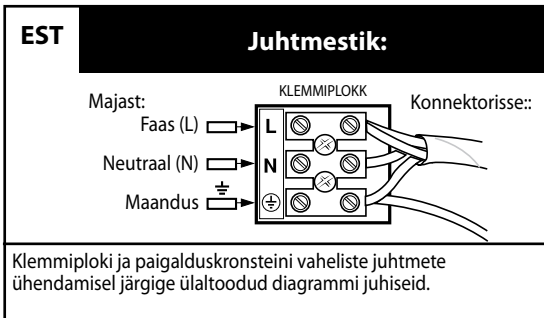 EST
Juhtmestik:
KLEMMIPLOKK
Majast:
Konnektorisse::
Faas (L)
L
Neutraal (N)
N
Maandus
Klemmiploki ja paigalduskronsteini vaheliste juhtmete
ühendamisel järgige ülaltoodud diagrammi juhiseid.